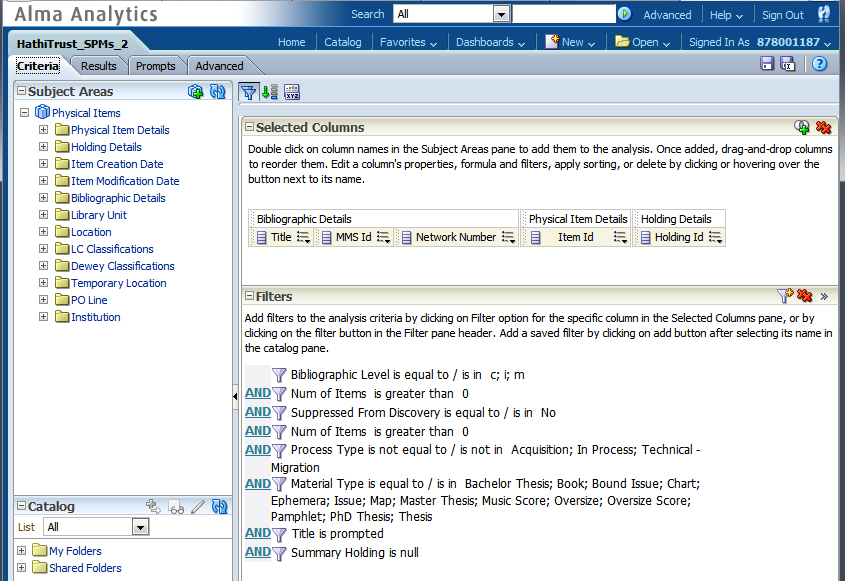 Alma Analytics
Search All Advanced Help Sign Out
HathiTrust_SPMs_2
Home Catalog Favorites Dashboards New Open Signed In As 878001187
Criteria Results Prompts Advanced
Subject Areas
Physical Items
Physical Item Details
Holding Details
Item Creation Date
Item Modification Date
Bibliographic Details
Library Unit
Location
LC Classifications
Dewey Classifications
Temporary Location
PO Line
Institution
Catalog
List All
My Folders
Shared Folders
Selected Columns
Double click on column names in the Subject Areas pane to add them to the analysis. Once added, drag-and-drop columns
to reorder them. Edit a column's properties, formula and filters, apply sorting, or delete by clicking or hovering over the
button next to its name.
Bibliographic Details Physical Item Details Holding Details
Title MMS Id Network Number Item Id Holding Id
Filters
Add filters to the analysis criteria by clicking on Filter option for the specific column in the Selected Columns pane, or by
clicking on the filter button in the Filter pane header. Add a saved filter by clicking on add button after selecting its name in
the catalog pane.
Bibliographic Level is equal to / is in c; i; m
AND Num of Items is greater than 0
AND Suppressed From Discovery is equal to / is in No
AND Num of Items is greater than 0
AND Process Type is not equal to / is not in Acquisition; In Process; Technical -
Migration
AND Material Type is equal to / is in Bachelor Thesis; Book; Bound Issue; Chart;
Ephemera; Issue; Map; Master Thesis; Music Score; Oversize; Oversize Score;
Pamphlet; PhD Thesis; Thesis
AND Title is prompted
AND Summary Holding is null